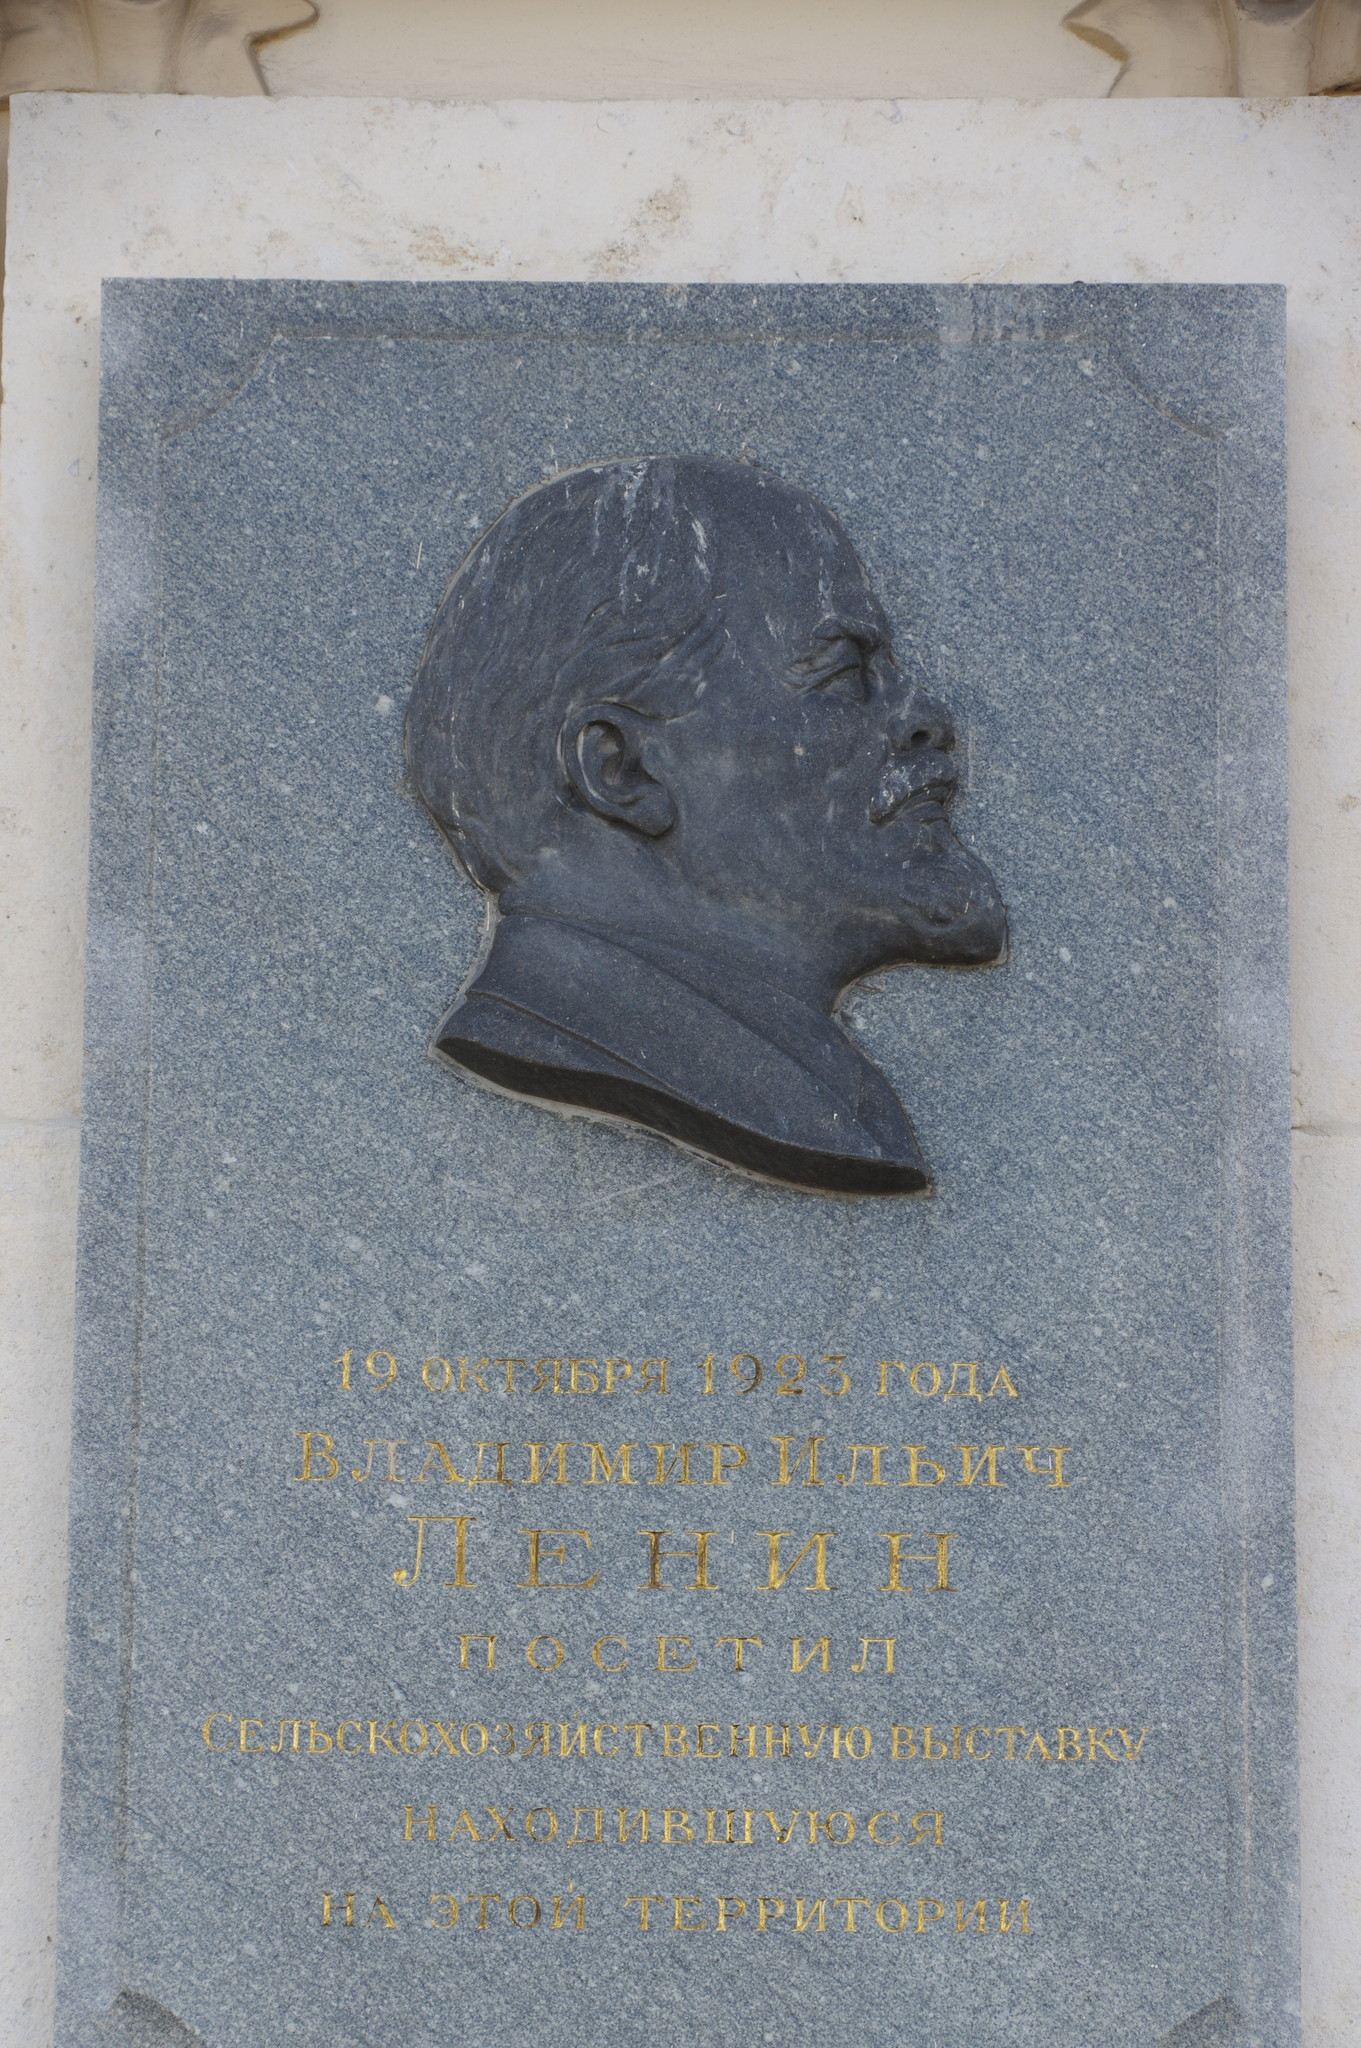 19 ОКТЯБРЯ 1923 ГОДА
ВЛАДИМИР ИЛЬИЧ
ЛЕНИН
ПОСЕТИЛ
СЕЛЬСКОХОЗЯЙСТВЕННУЮ ВЫСТАВКУ
НАХОДИВШУЮСЯ
НА ЭТОЙ ТЕРРИТОРИИ